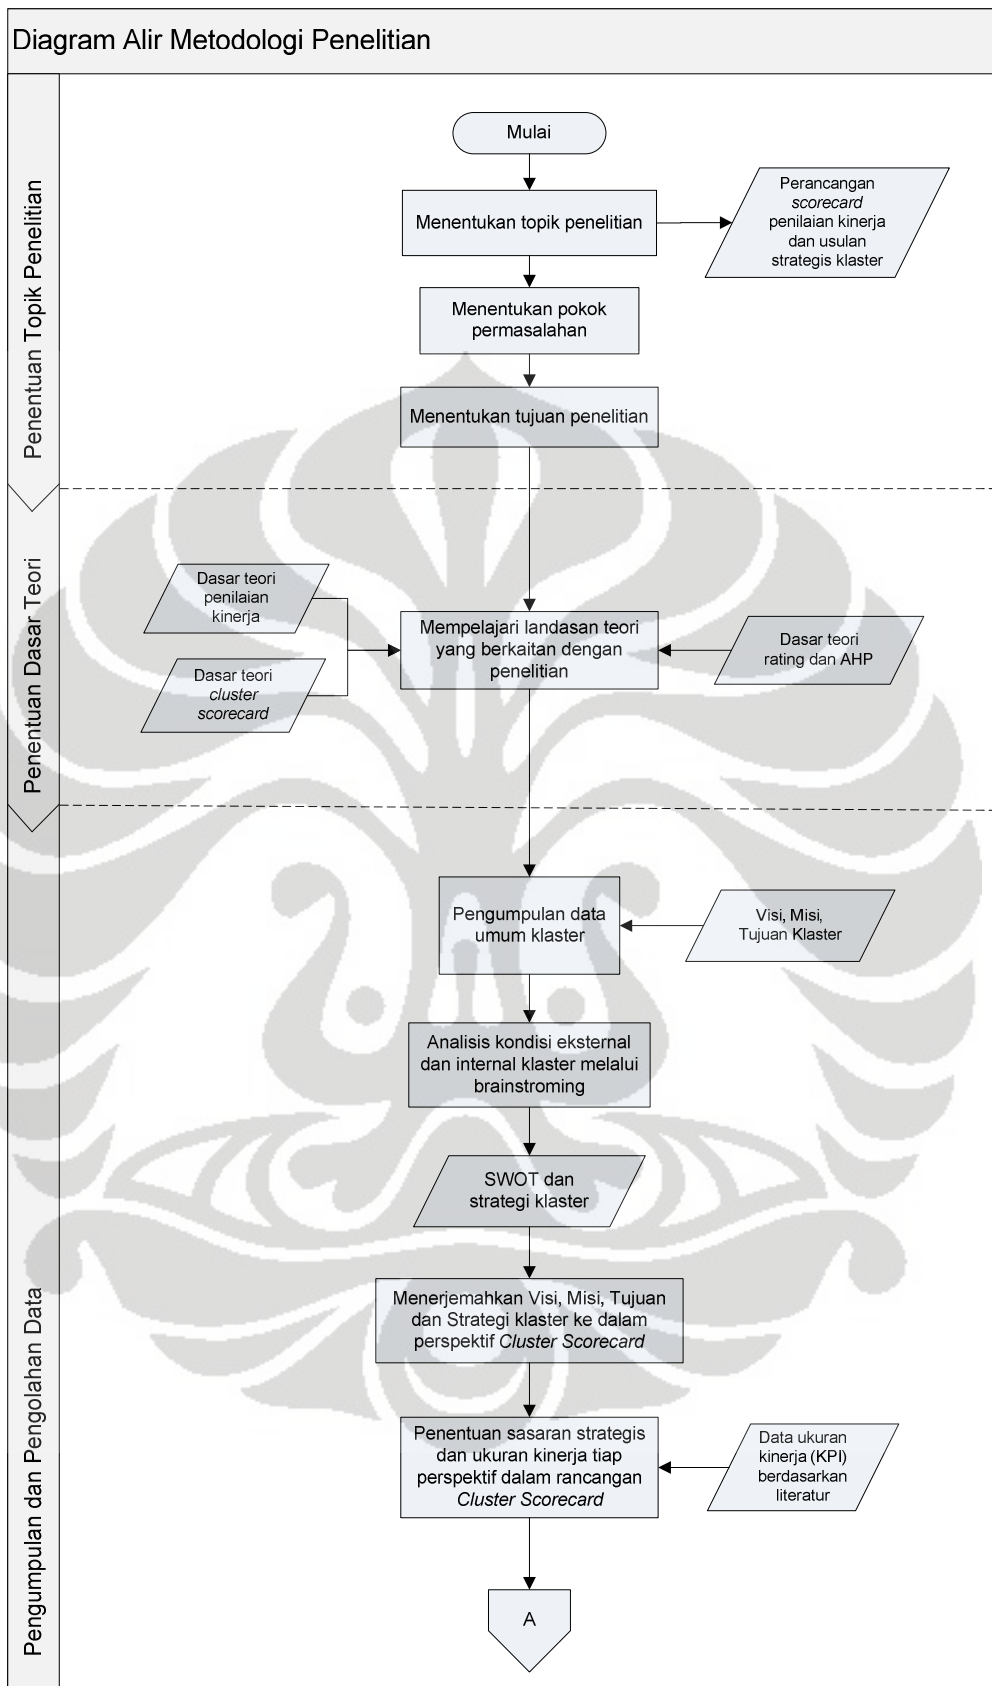 Diagram Alir Metodologi Penelitian
Penentuan Topik Penelitian
Mulai
Menentukan topik penelitian
Perancangan
scorecard
penilaian kinerja
dan usulan
strategis klaster
Menentukan pokok
permasalahan
Menentukan tujuan penelitian
Penentuan Dasar Teori
Dasar teori
penilaian
kinerja
Dasar teori
cluster
scorecard
Mempelajari landasan teori
yang berkaitan dengan
penelitian
Dasar teori
rating dan AHP
Pengumpulan dan Pengolahan Data
Pengumpulan data
umum klaster
Visi, Misi,
Tujuan Klaster
Analisis kondisi eksternal
dan internal klaster melalui
brainstroming
SWOT dan
strategi klaster
Menerjemahkan Visi, Misi, Tujuan
dan Strategi klaster ke dalam
perspektif Cluster Scorecard
Penentuan sasaran strategis
dan ukuran kinerja tiap
perspektif dalam rancangan
Cluster Scorecard
Data ukuran
kinerja (KPI)
berdasarkan
literatur
A